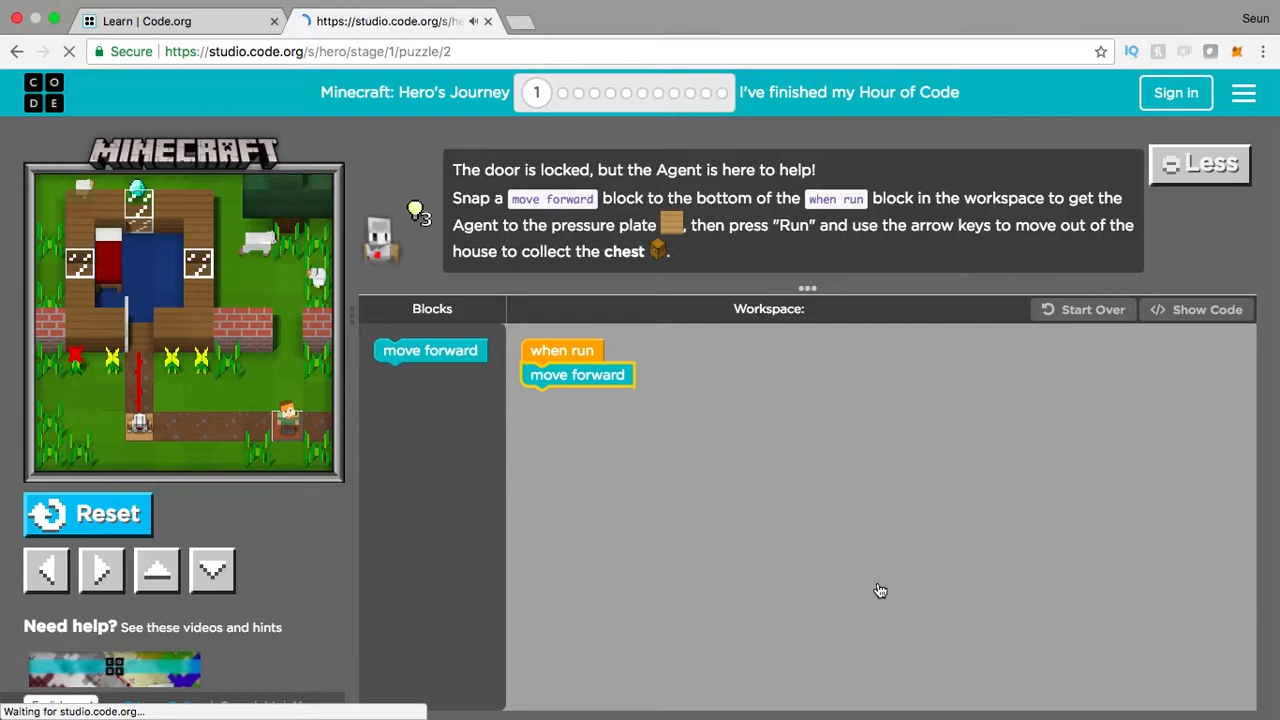 Learn | Code.org
https://studio.code.org/s/he
Seun
Secure
https://studio.code.org/s/hero/stage/1/puzzle/2
IQ
C O
D E
Minecraft: Hero's Journey
1
I've finished my Hour of Code
Sign in
MINECRAFT
The door is locked, but the Agent is here to help!
Snap a move forward block to the bottom of the when run block in the workspace to get the
Agent to the pressure plate , then press "Run" and use the arrow keys to move out of the
house to collect the chest .
3
Less
Blocks
Workspace:
Start Over
</> Show Code
move forward
when run
move forward
Reset
Need help? See these videos and hints
C O
D E
Waiting for studio.code.org...